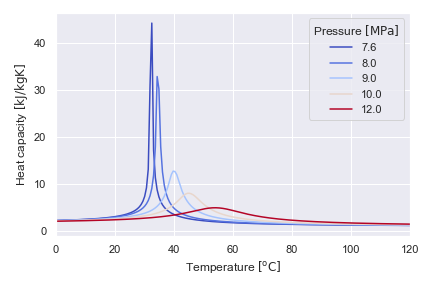 Pressure [MPa]
7.6
8.0
9.0
10.0
12.0
Heat capacity [kJ/kgK]
40
30
20
10
0
0 20 40 60 80 100 120
Temperature [°C]